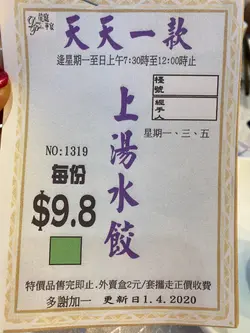 天天一款
逢星期一至日上午7:30時至12:00時止
檯號
經手人
星期一、三、五
上湯水餃
NO:1319
每份
$9.8
特價品售完即止.外賣盒2元/套攜走正價收費
多謝加一 更新日1.4.2020